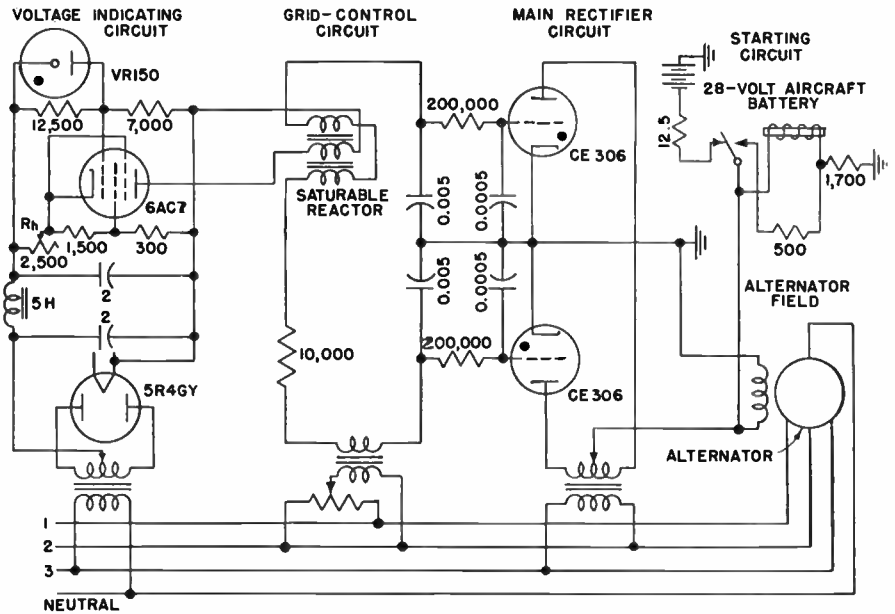 VOLTAGE INDICATING
CIRCUIT
GRID-CONTROL
CIRCUIT
MAIN RECTIFIER
CIRCUIT
STARTING
CIRCUIT
28-VOLT AIRCRAFT
BATTERY
VR150
12,500
7,000
200,000
12.5
CE 306
1,700
6AC7
SATURABLE
REACTOR
0.005
0.0005
Rh
2,500
1,500
300
500
5H
2
2
0.005
0.0005
ALTERNATOR
FIELD
10,000
200,000
5R4GY
CE 306
ALTERNATOR
1
2
3
NEUTRAL